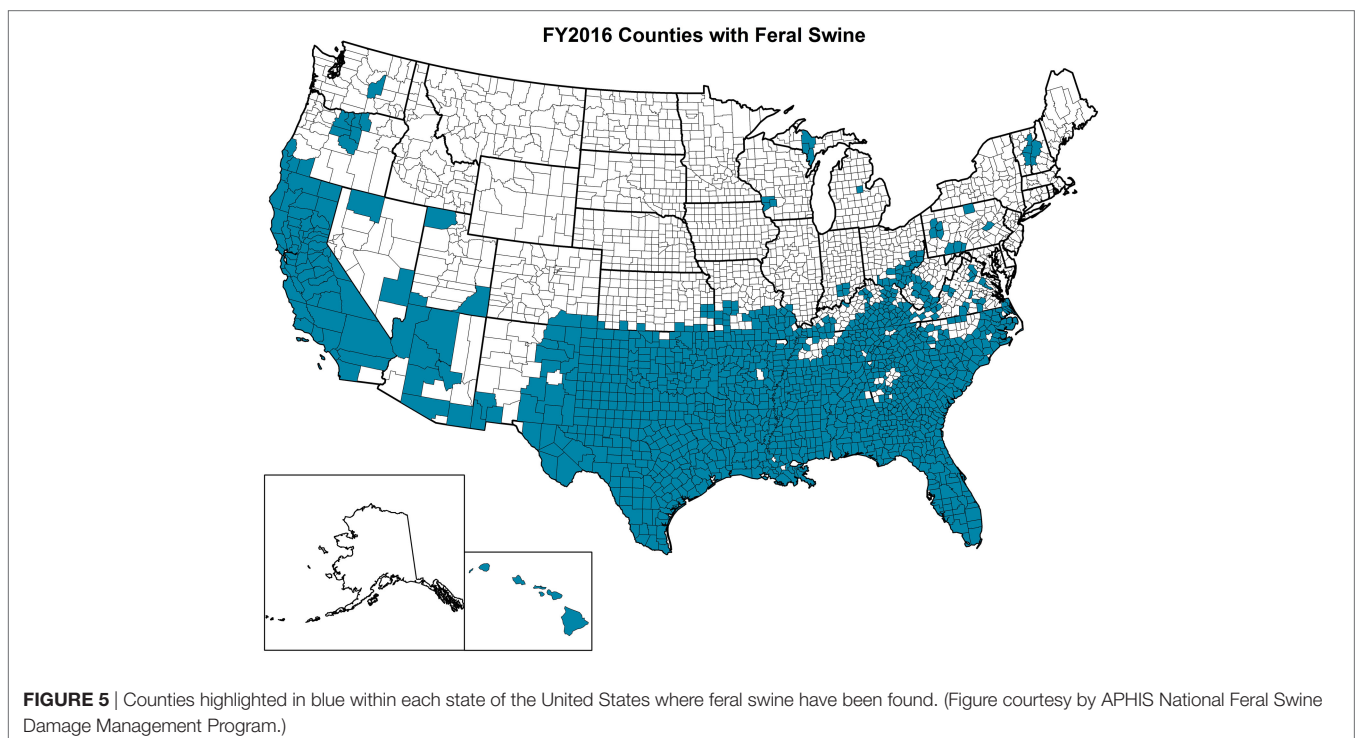 FY2016 Counties with Feral Swine
FIGURE 5 | Counties highlighted in blue within each state of the United States where feral swine have been found. (Figure courtesy by APHIS National Feral Swine
Damage Management Program.)